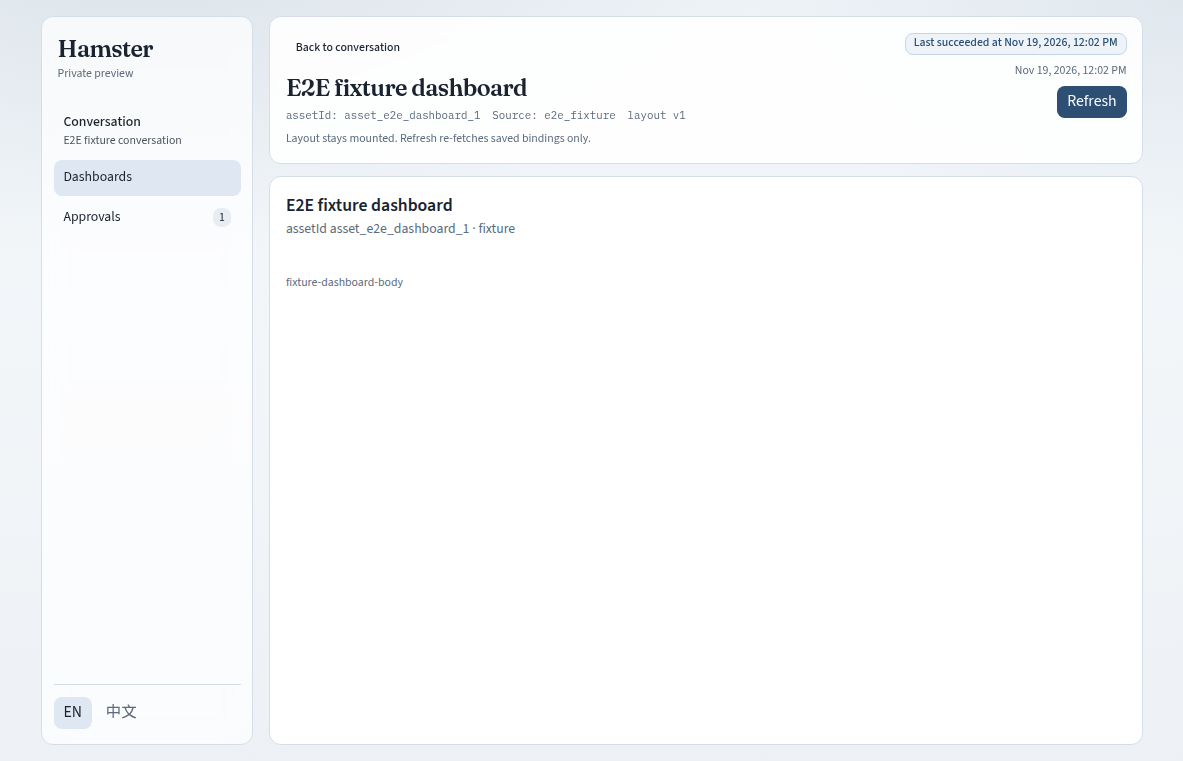 Hamster
Private preview
Conversation
E2E fixture conversation
Dashboards
Approvals 1
EN 中文
Back to conversation
E2E fixture dashboard
assetId: asset_e2e_dashboard_1 Source: e2e_fixture layout v1
Layout stays mounted. Refresh re-fetches saved bindings only.
Last succeeded at Nov 19, 2026, 12:02 PM
Nov 19, 2026, 12:02 PM
Refresh
E2E fixture dashboard
assetId asset_e2e_dashboard_1 · fixture
fixture-dashboard-body